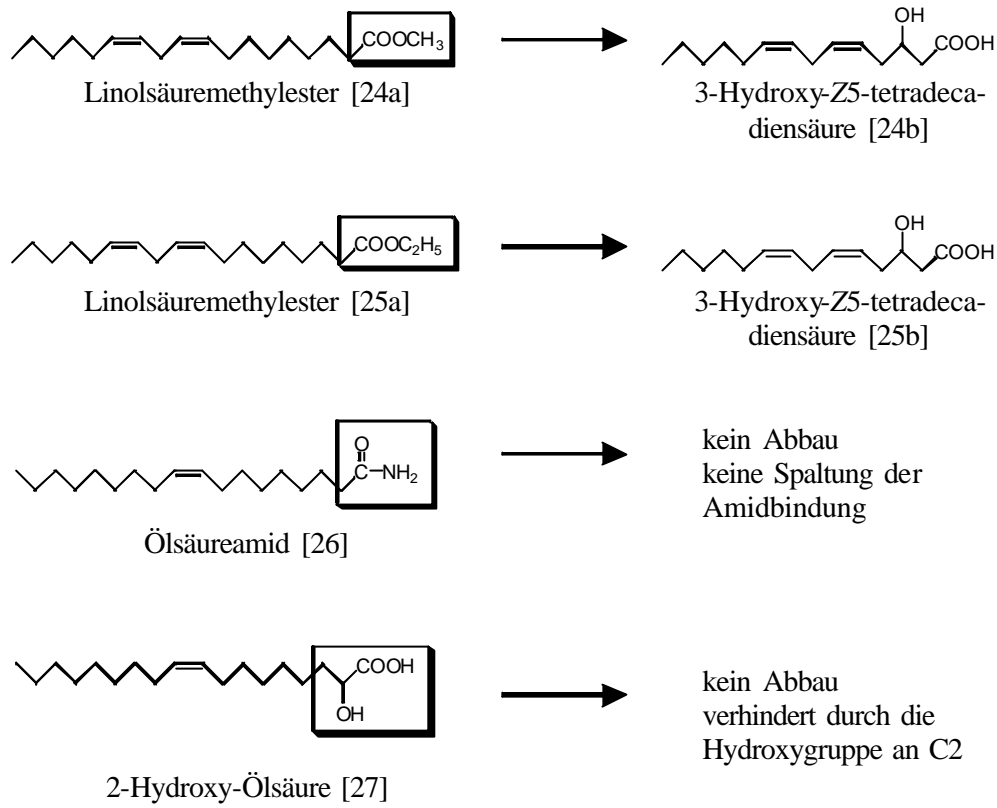 COOCH₃
OH
COOH
Linolsäuremethylester [24a]
3-Hydroxy-Z5-tetradeca-
diensäure [24b]
COOC₂H₅
OH
COOH
Linolsäuremethylester [25a]
3-Hydroxy-Z5-tetradeca-
diensäure [25b]
O
C–NH₂
Ölsäureamid [26]
kein Abbau
keine Spaltung der
Amidbindung
COOH
OH
2-Hydroxy-Ölsäure [27]
kein Abbau
verhindert durch die
Hydroxygruppe an C2